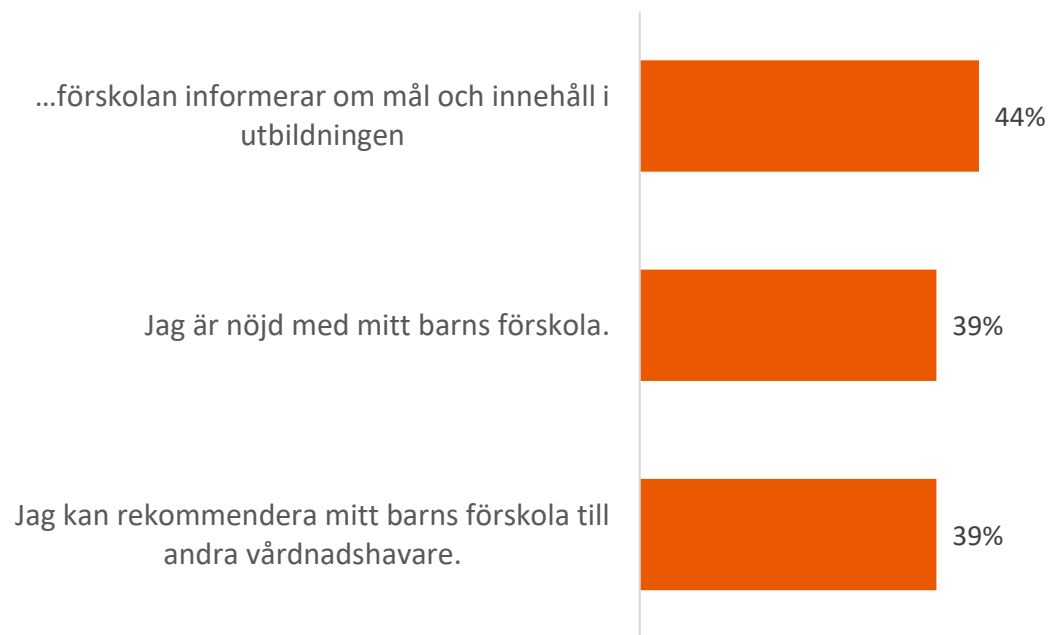 …förskolan informerar om mål och innehåll i
utbildningen
44%
Jag är nöjd med mitt barns förskola.
39%
Jag kan rekommendera mitt barns förskola till
andra vårdnadshavare.
39%